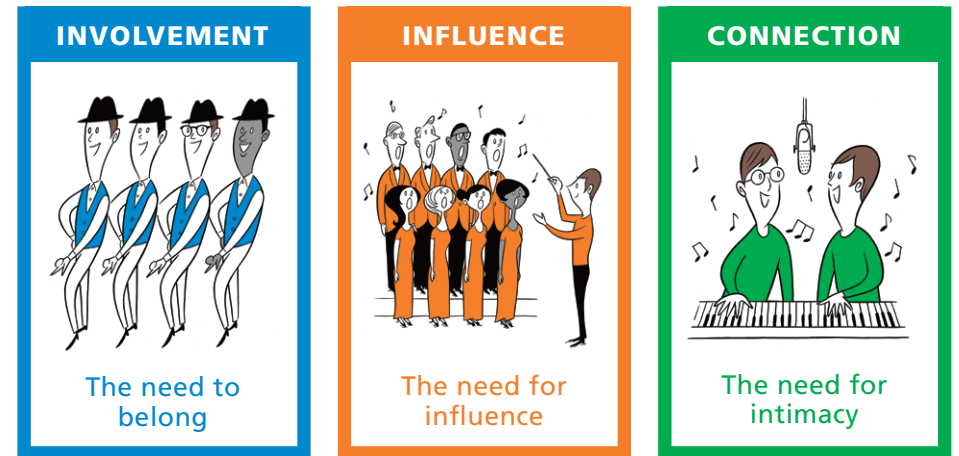 INVOLVEMENT
The need to
belong
INFLUENCE
The need for
influence
CONNECTION
The need for
intimacy